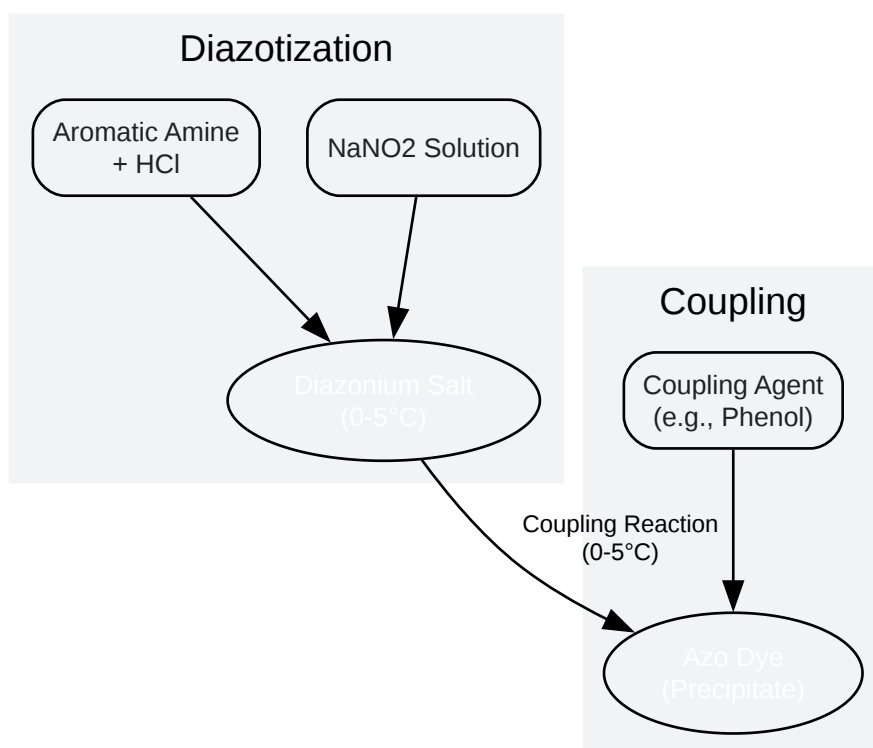 Diazotization
Aromatic Amine
+ HCl
NaNO2 Solution
Diazonium Salt
(0-5°C)
Coupling
Coupling Agent
(e.g., Phenol)
Coupling Reaction
(0-5°C)
Azo Dye
(Precipitate)